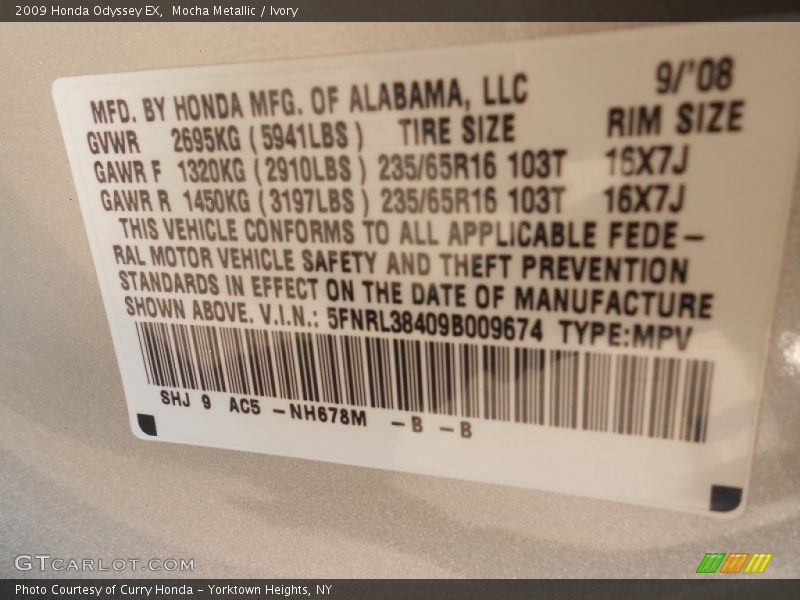 2009 Honda Odyssey EX, Mocha Metallic / Ivory
9/'08
MFD. BY HONDA MFG. OF ALABAMA, LLC
GVWR 2695KG (5941LBS) TIRE SIZE RIM SIZE
GAWR F 1320KG (2910LBS) 235/65R16 103T 16X7J
GAWR R 1450KG (3197LBS) 235/65R16 103T 16X7J
THIS VEHICLE CONFORMS TO ALL APPLICABLE FEDE-
RAL MOTOR VEHICLE SAFETY AND THEFT PREVENTION
STANDARDS IN EFFECT ON THE DATE OF MANUFACTURE
SHOWN ABOVE. V.I.N.: 5FNRL38409B009674 TYPE:MPV
SHJ 9 AC5 -NH678M -B -B
GTCARLOT.COM
Photo Courtesy of Curry Honda - Yorktown Heights, NY